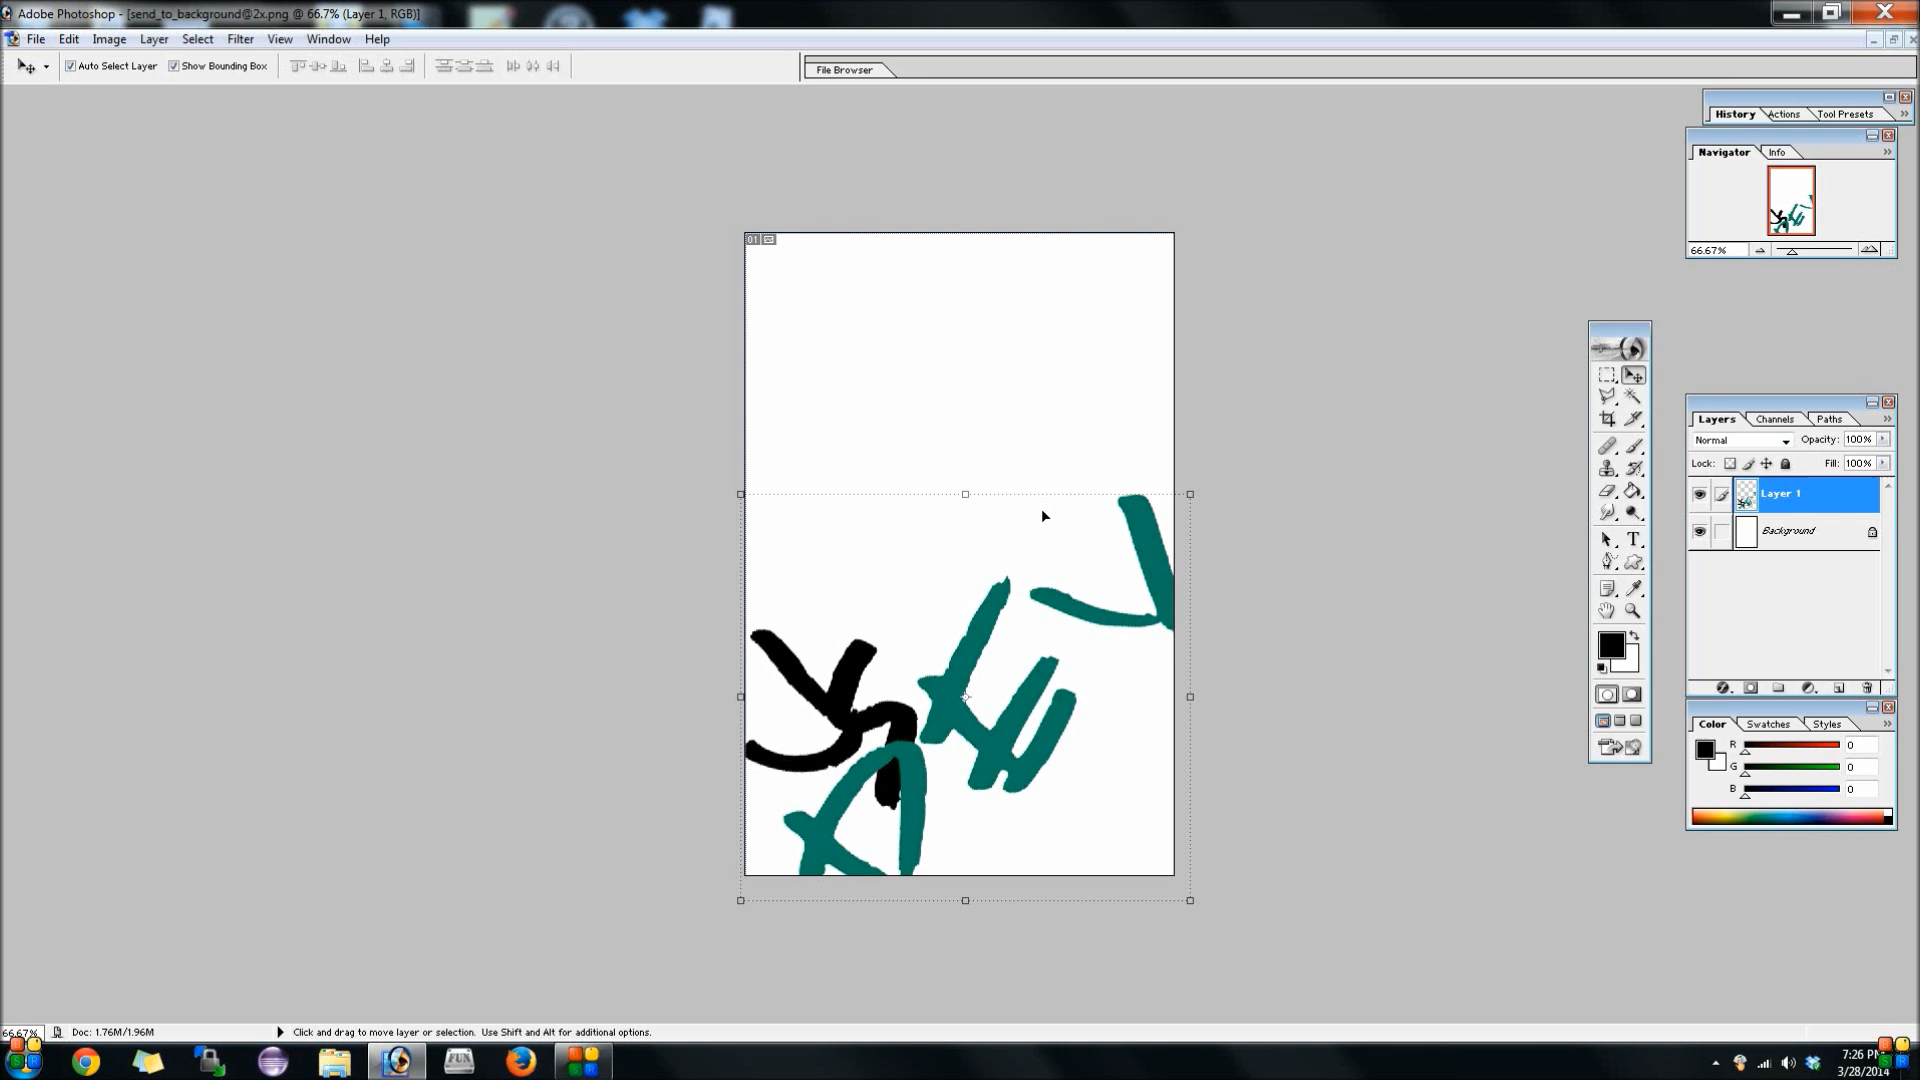 Adobe Photoshop - [send_to_background@2x.png @ 66.7% (Layer 1, RGB)]
File Edit Image Layer Select Filter View Window Help
Auto Select Layer Show Bounding Box
File Browser
History Actions Tool Presets
Navigator Info
66.67%
01
Layers Channels Paths
Normal Opacity: 100%
Lock: Fill: 100%
Layer 1
Background
Color Swatches Styles
R 0
G 0
B 0
66.67% Doc: 1.76M/1.96M Click and drag to move layer or selection. Use Shift and Alt for additional options.
FUN
7:26 PM
3/28/2014